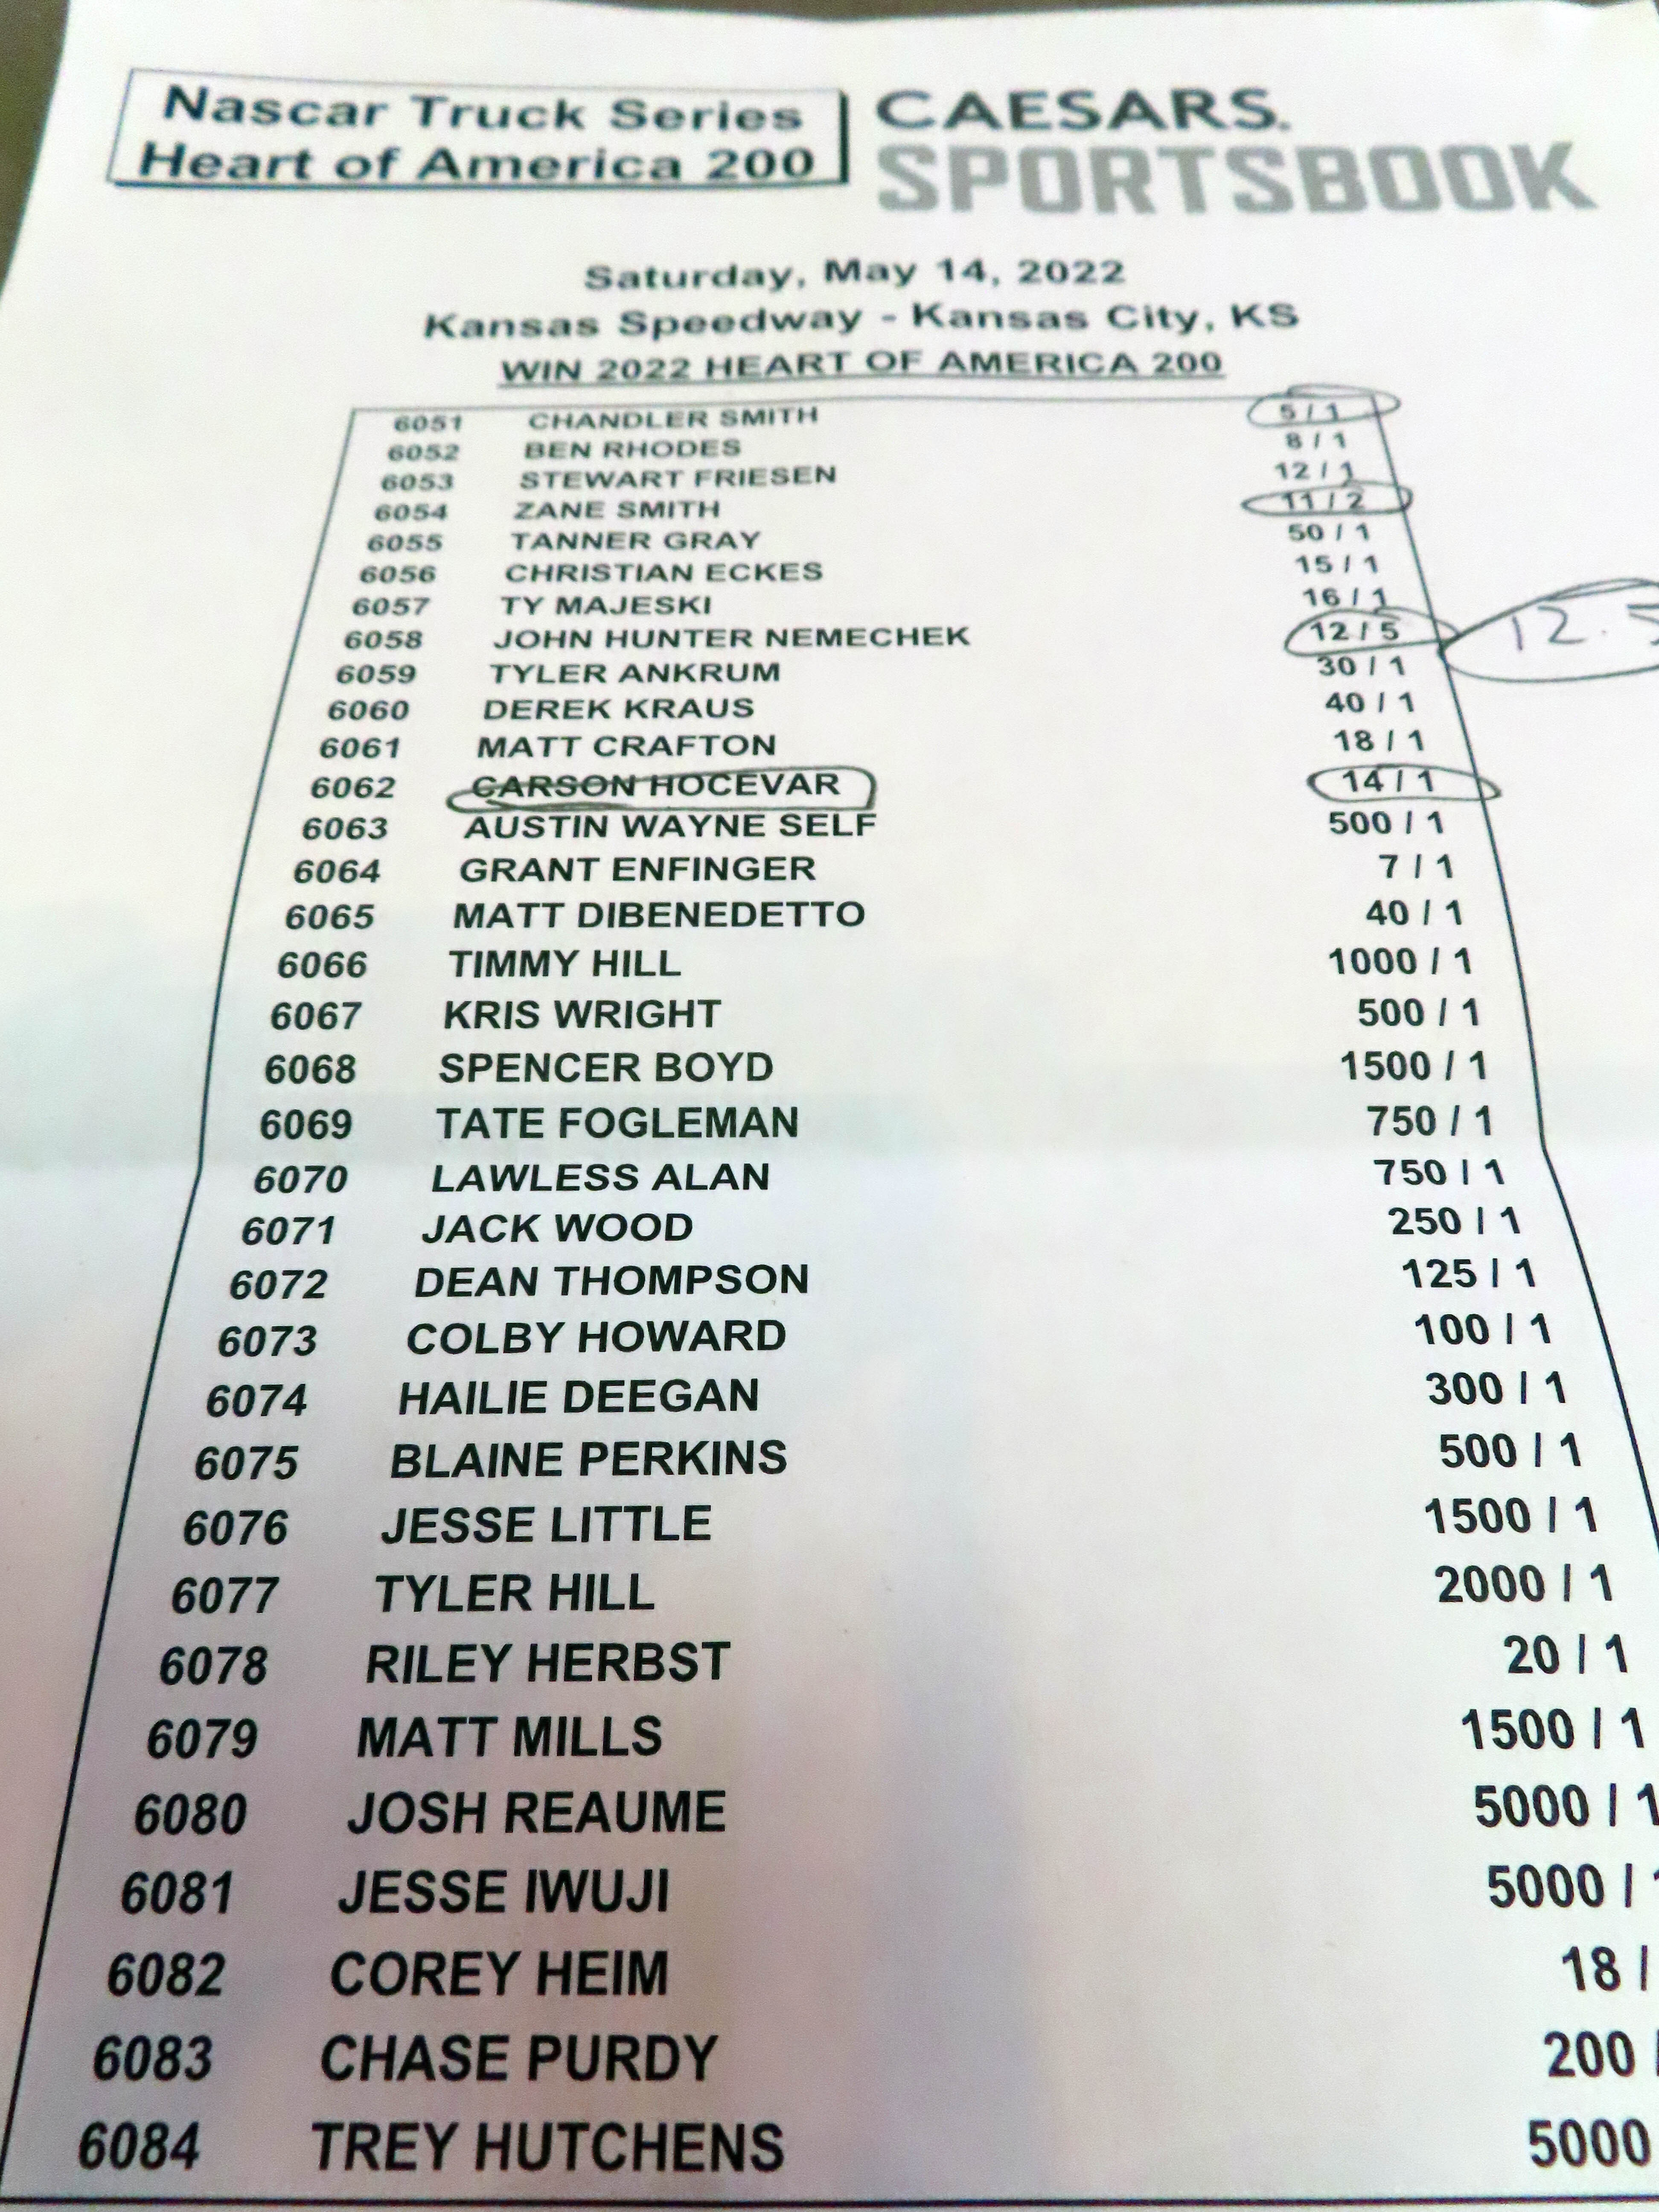 Nascar Truck Series
Heart of America 200
CAESARS.
SPORTSBOOK
Saturday, May 14, 2022
Kansas Speedway - Kansas City, KS
WIN 2022 HEART OF AMERICA 200
6051 CHANDLER SMITH 5 / 1
6052 BEN RHODES 8 / 1
6053 STEWART FRIESEN 12 / 1
6054 ZANE SMITH 11 / 2
6055 TANNER GRAY 50 / 1
6056 CHRISTIAN ECKES 15 / 1
6057 TY MAJESKI 16 / 1
6058 JOHN HUNTER NEMECHEK 12 / 5 12.5
6059 TYLER ANKRUM 30 / 1
6060 DEREK KRAUS 40 / 1
6061 MATT CRAFTON 18 / 1
6062 CARSON HOCEVAR 14 / 1
6063 AUSTIN WAYNE SELF 500 / 1
6064 GRANT ENFINGER 7 / 1
6065 MATT DIBENEDETTO 40 / 1
6066 TIMMY HILL 1000 / 1
6067 KRIS WRIGHT 500 / 1
6068 SPENCER BOYD 1500 / 1
6069 TATE FOGLEMAN 750 / 1
6070 LAWLESS ALAN 750 / 1
6071 JACK WOOD 250 / 1
6072 DEAN THOMPSON 125 / 1
6073 COLBY HOWARD 100 / 1
6074 HAILIE DEEGAN 300 / 1
6075 BLAINE PERKINS 500 / 1
6076 JESSE LITTLE 1500 / 1
6077 TYLER HILL 2000 / 1
6078 RILEY HERBST 20 / 1
6079 MATT MILLS 1500 / 1
6080 JOSH REAUME 5000 / 1
6081 JESSE IWUJI 5000 / 1
6082 COREY HEIM 18 /
6083 CHASE PURDY 200 /
6084 TREY HUTCHENS 5000